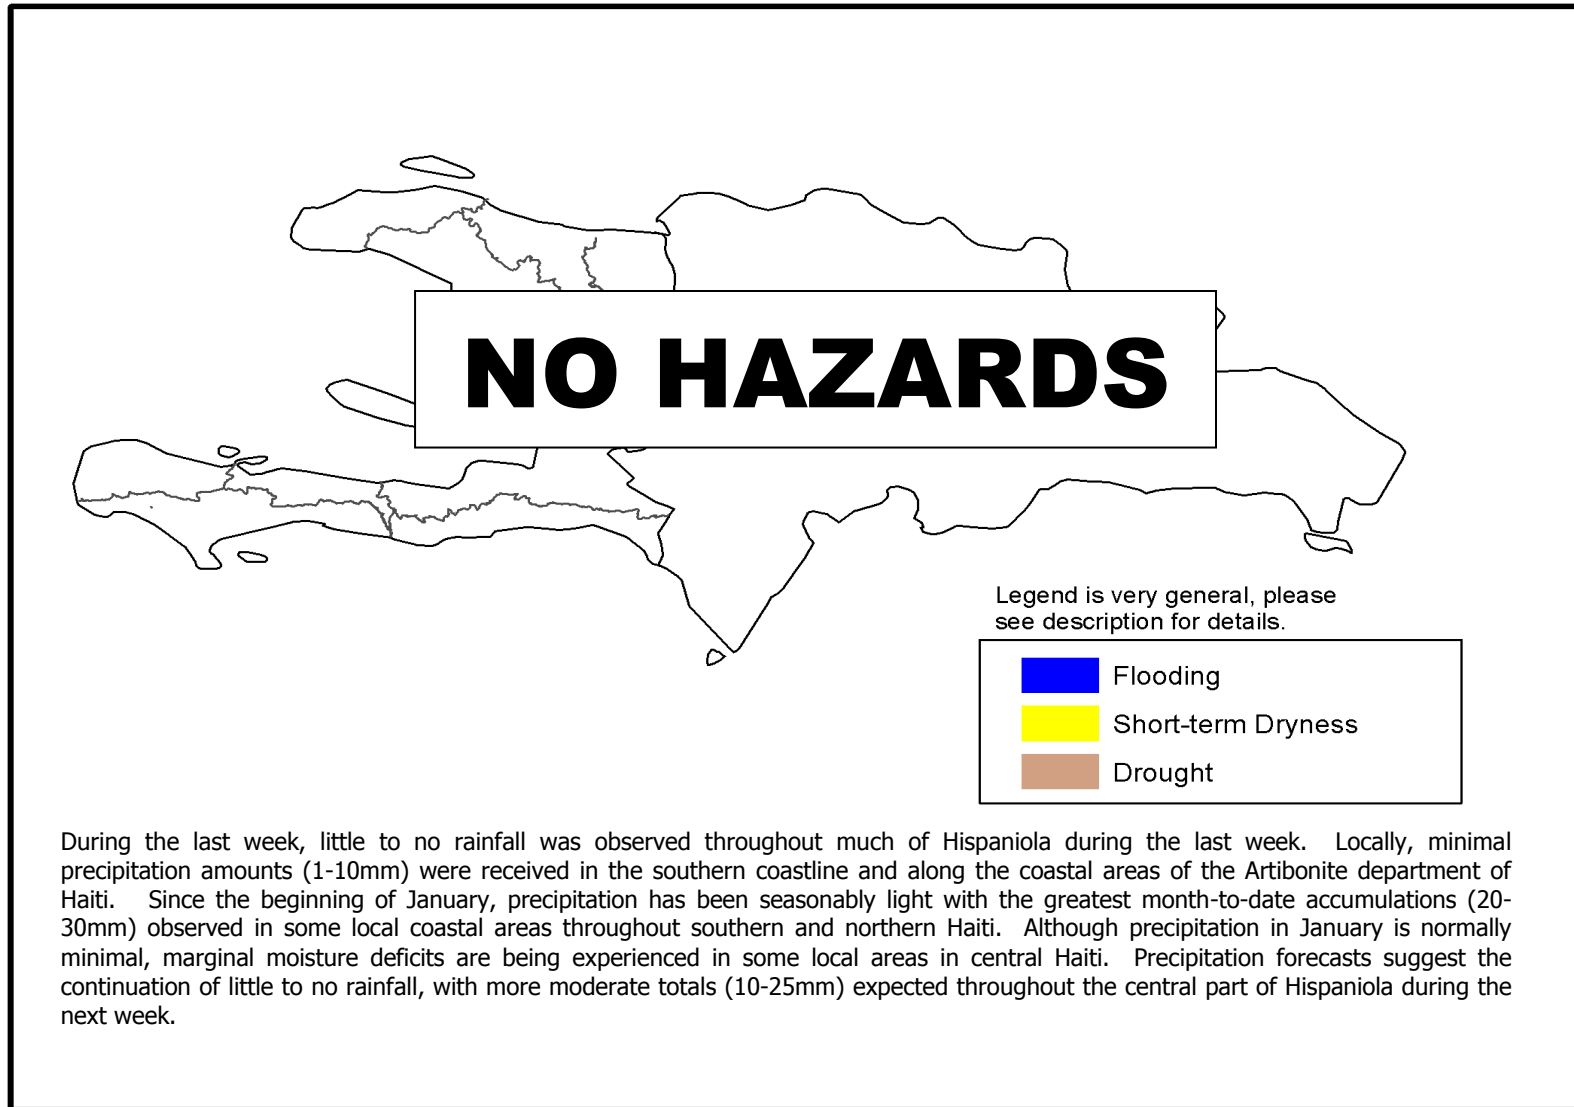 NO HAZARDS
Legend is very general, please
see description for details.
Flooding
Short-term Dryness
Drought
During the last week, little to no rainfall was observed throughout much of Hispaniola during the last week. Locally, minimal
precipitation amounts (1-10mm) were received in the southern coastline and along the coastal areas of the Artibonite department of
Haiti. Since the beginning of January, precipitation has been seasonably light with the greatest month-to-date accumulations (20-
30mm) observed in some local coastal areas throughout southern and northern Haiti. Although precipitation in January is normally
minimal, marginal moisture deficits are being experienced in some local areas in central Haiti. Precipitation forecasts suggest the
continuation of little to no rainfall, with more moderate totals (10-25mm) expected throughout the central part of Hispaniola during the
next week.